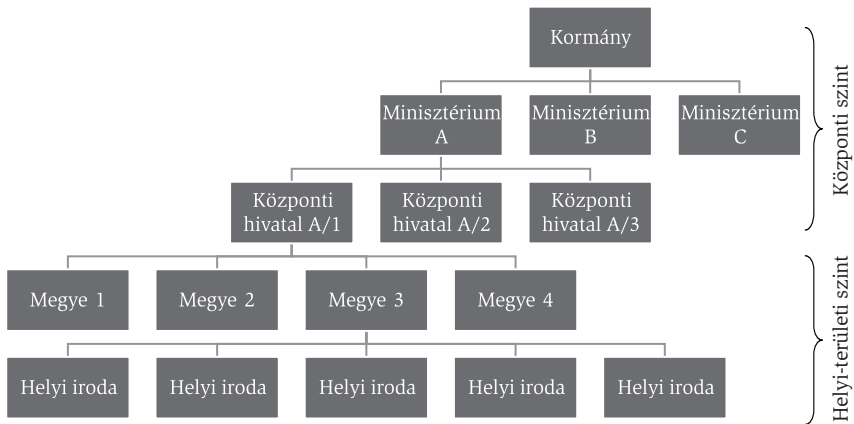 Kormány
Minisztérium
A
Minisztérium
B
Minisztérium
C
Központi
hivatal A/1
Központi
hivatal A/2
Központi
hivatal A/3
Központi szint
Megye 1
Megye 2
Megye 3
Megye 4
Helyi iroda
Helyi iroda
Helyi iroda
Helyi iroda
Helyi iroda
Helyi-területi szint